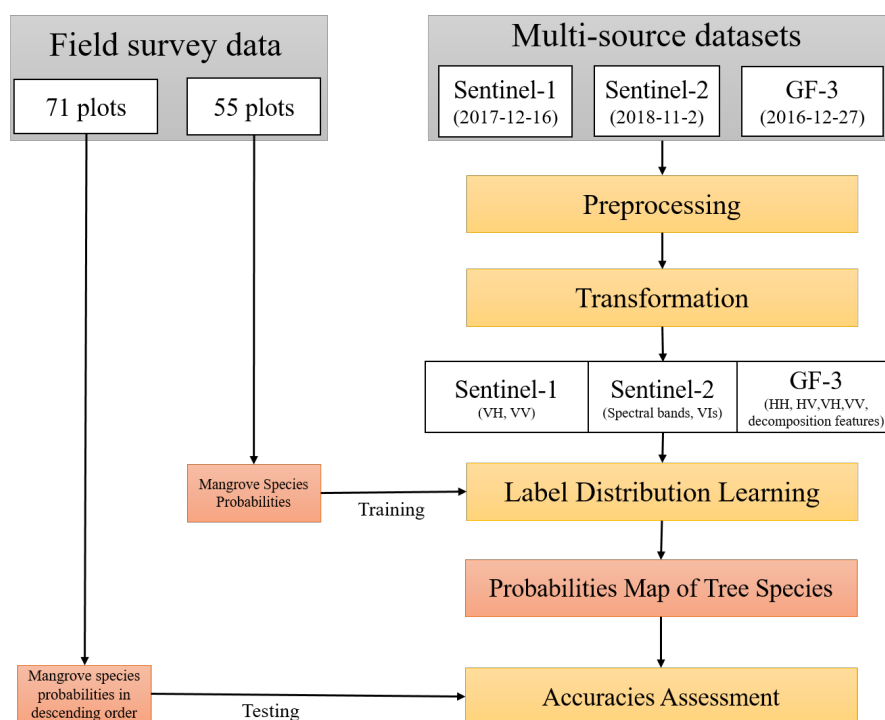 Field survey data
71 plots
55 plots
Multi-source datasets
Sentinel-1
(2017-12-16)
Sentinel-2
(2018-11-2)
GF-3
(2016-12-27)
Preprocessing
Transformation
Sentinel-1
(VH, VV)
Sentinel-2
(Spectral bands, VIs)
GF-3
(HH, HV,VH,VV,
decomposition features)
Mangrove Species
Probabilities
Training
Label Distribution Learning
Probabilities Map of Tree Species
Mangrove species
probabilities in
descending order
Testing
Accuracies Assessment